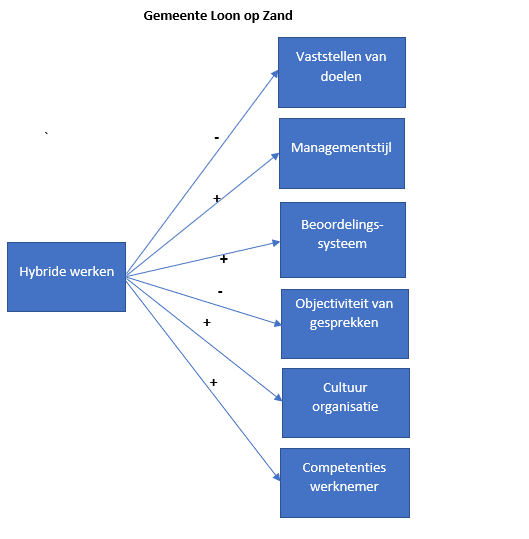 Gemeente Loon op Zand
Vaststellen van
doelen
`
-
Managementstijl
+
Beoordelings-
systeem
+
Hybride werken
-
Objectiviteit van
gesprekken
+
Cultuur
organisatie
+
Competenties
werknemer